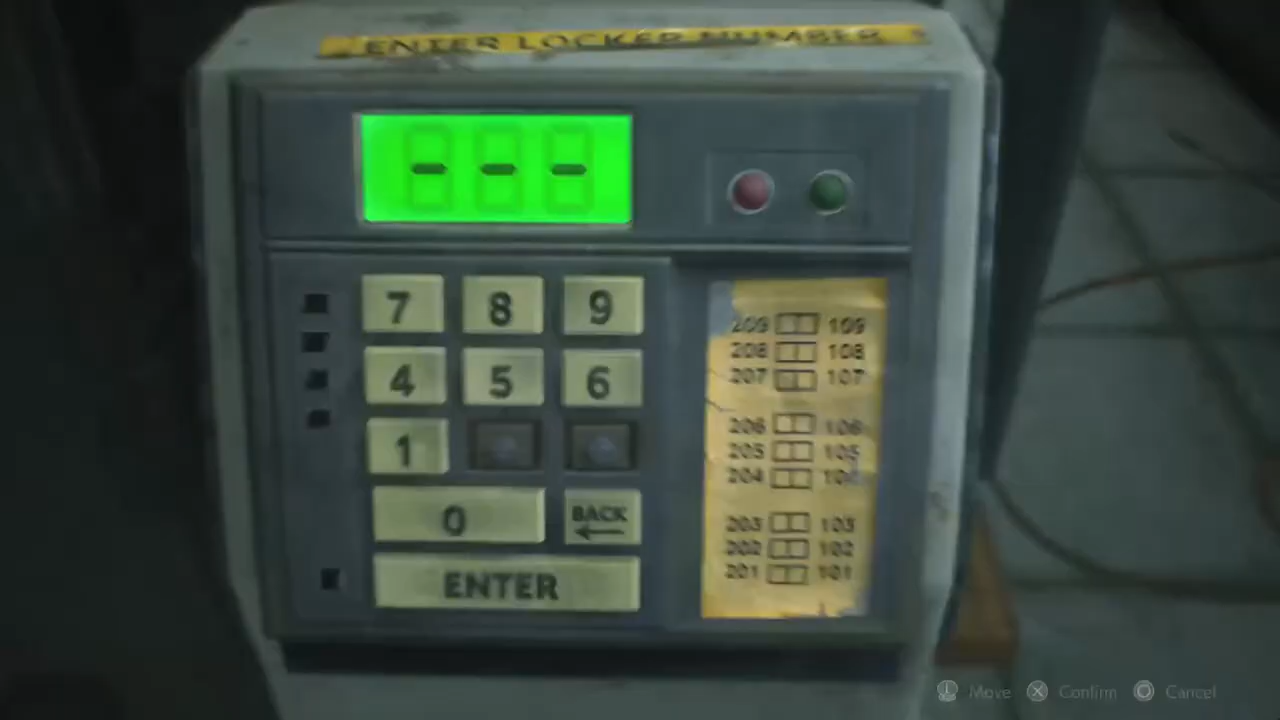 ENTER LOCKER NUMBER
7 8 9
4 5 6
1
0 BACK
ENTER
209 109
208 108
207 107
206 106
205 105
204 104
203 103
202 102
201 101
L Move X Confirm O Cancel